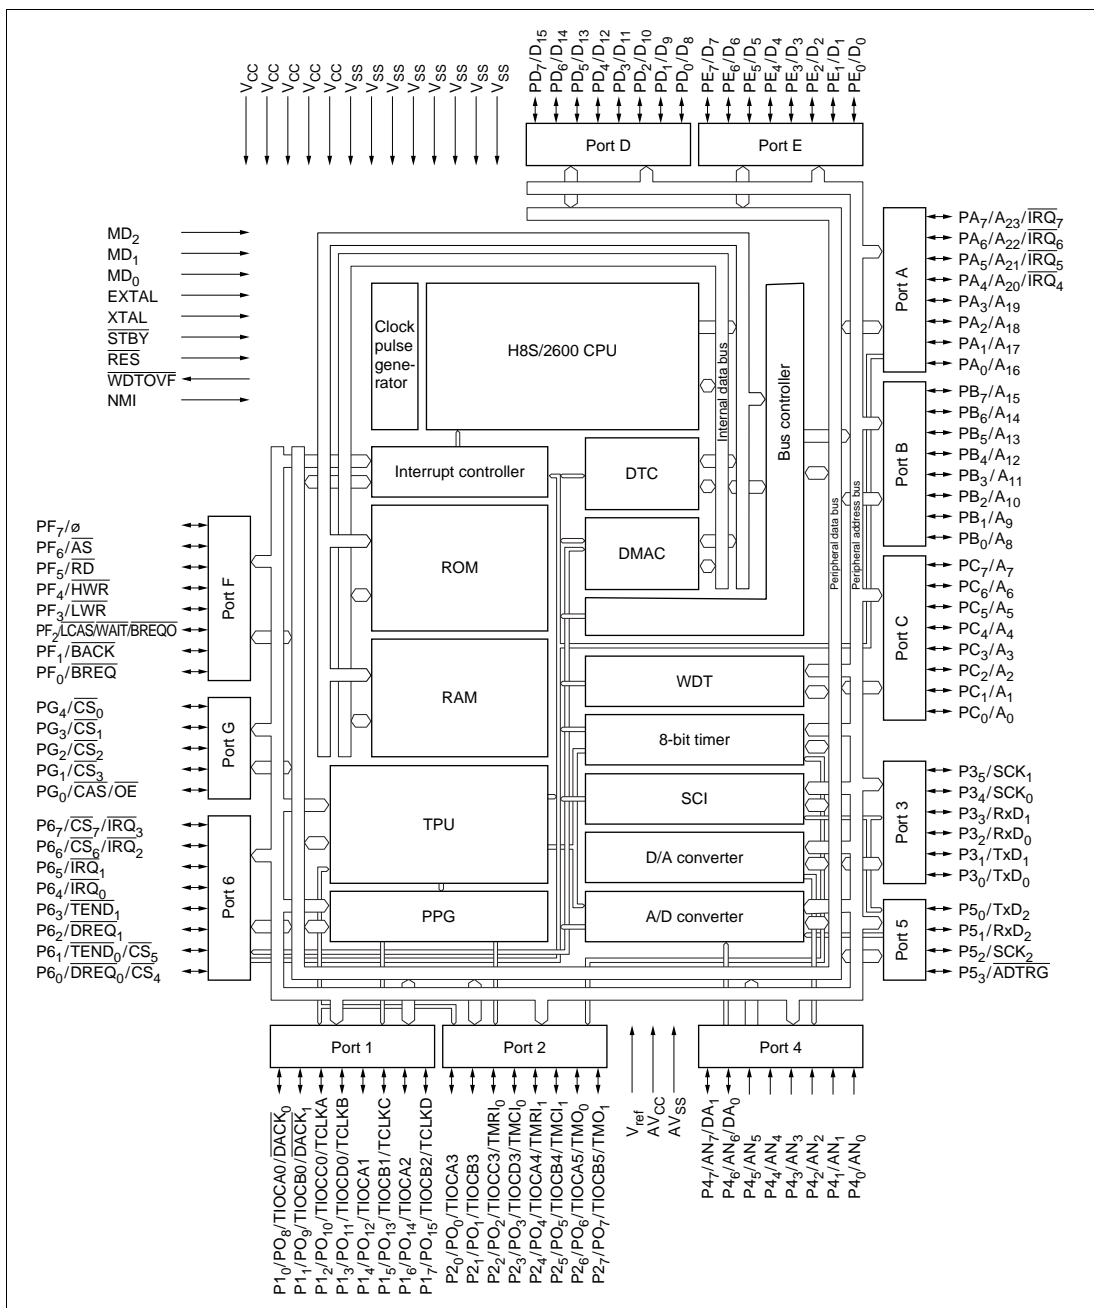 VCC
VCC
VCC
VCC
VCC
VSS
VSS
VSS
VSS
VSS
VSS
VSS
VSS
PD7/D15
PD6/D14
PD5/D13
PD4/D12
PD3/D11
PD2/D10
PD1/D9
PD0/D8
PE7/D7
PE6/D6
PE5/D5
PE4/D4
PE3/D3
PE2/D2
PE1/D1
PE0/D0
Port D
Port E
MD2
MD1
MD0
EXTAL
XTAL
STBY
RES
WDTOVF
NMI
Clock
pulse
gene-
rator
H8S/2600 CPU
Internal data bus
Bus controller
Interrupt controller
DTC
DMAC
ROM
RAM
Peripheral data bus
Peripheral address bus
WDT
8-bit timer
SCI
D/A converter
A/D converter
TPU
PPG
Port A
PA7/A23/IRQ7
PA6/A22/IRQ6
PA5/A21/IRQ5
PA4/A20/IRQ4
PA3/A19
PA2/A18
PA1/A17
PA0/A16
Port B
PB7/A15
PB6/A14
PB5/A13
PB4/A12
PB3/A11
PB2/A10
PB1/A9
PB0/A8
Port C
PC7/A7
PC6/A6
PC5/A5
PC4/A4
PC3/A3
PC2/A2
PC1/A1
PC0/A0
Port 3
P35/SCK1
P34/SCK0
P33/RxD1
P32/RxD0
P31/TxD1
P30/TxD0
Port 5
P50/TxD2
P51/RxD2
P52/SCK2
P53/ADTRG
PF7/ø
PF6/AS
PF5/RD
PF4/HWR
PF3/LWR
PF2/LCAS/WAIT/BREQO
PF1/BACK
PF0/BREQ
Port F
PG4/CS0
PG3/CS1
PG2/CS2
PG1/CS3
PG0/CAS/OE
Port G
P67/CS7/IRQ3
P66/CS6/IRQ2
P65/IRQ1
P64/IRQ0
P63/TEND1
P62/DREQ1
P61/TEND0/CS5
P60/DREQ0/CS4
Port 6
Port 1
Port 2
Port 4
P10/PO8/TIOCA0/DACK0
P11/PO9/TIOCB0/DACK1
P12/PO10/TIOCC0/TCLKA
P13/PO11/TIOCD0/TCLKB
P14/PO12/TIOCA1
P15/PO13/TIOCB1/TCLKC
P16/PO14/TIOCA2
P17/PO15/TIOCB2/TCLKD
P20/PO0/TIOCA3
P21/PO1/TIOCB3
P22/PO2/TIOCC3/TMRI0
P23/PO3/TIOCD3/TMCI0
P24/PO4/TIOCA4/TMRI1
P25/PO5/TIOCB4/TMCI1
P26/PO6/TIOCA5/TMO0
P27/PO7/TIOCB5/TMO1
Vref
AVCC
AVSS
P47/AN7/DA1
P46/AN6/DA0
P45/AN5
P44/AN4
P43/AN3
P42/AN2
P41/AN1
P40/AN0